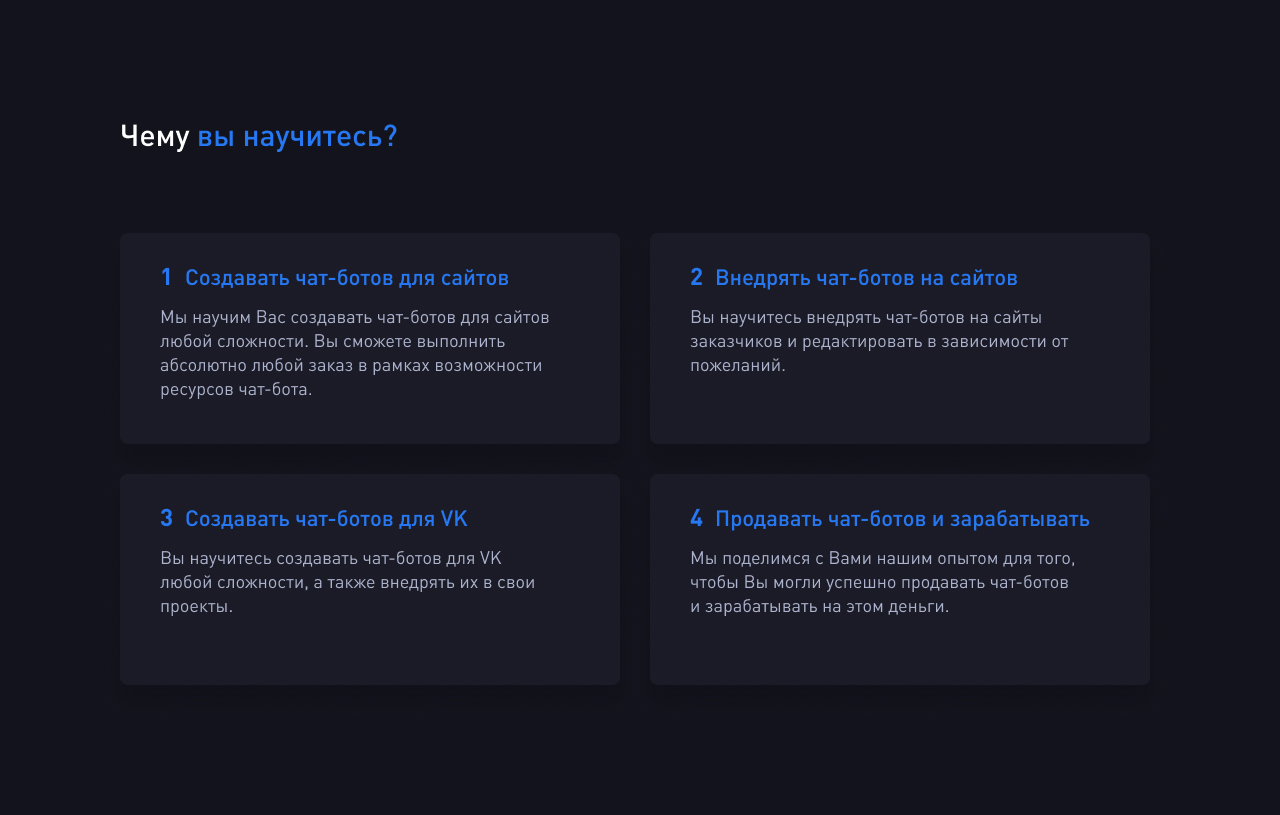 Чему вы научитесь?
1 Создавать чат-ботов для сайтов
Мы научим Вас создавать чат-ботов для сайтов
любой сложности. Вы сможете выполнить
абсолютно любой заказ в рамках возможности
ресурсов чат-бота.
2 Внедрять чат-ботов на сайтов
Вы научитесь внедрять чат-ботов на сайты
заказчиков и редактировать в зависимости от
пожеланий.
3 Создавать чат-ботов для VK
Вы научитесь создавать чат-ботов для VK
любой сложности, а также внедрять их в свои
проекты.
4 Продавать чат-ботов и зарабатывать
Мы поделимся с Вами нашим опытом для того,
чтобы Вы могли успешно продавать чат-ботов
и зарабатывать на этом деньги.